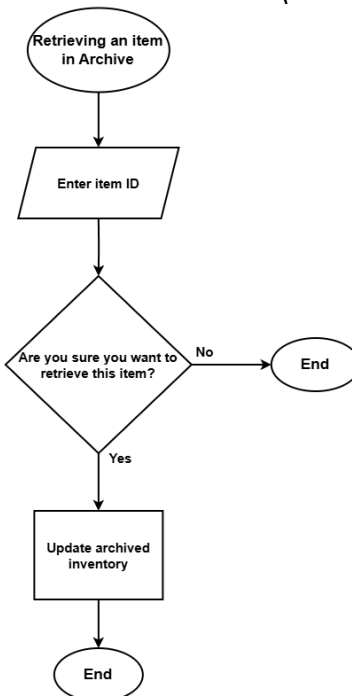 Retrieving an item
in Archive
Enter item ID
Are you sure you want to
retrieve this item?
No
End
Yes
Update archived
inventory
End